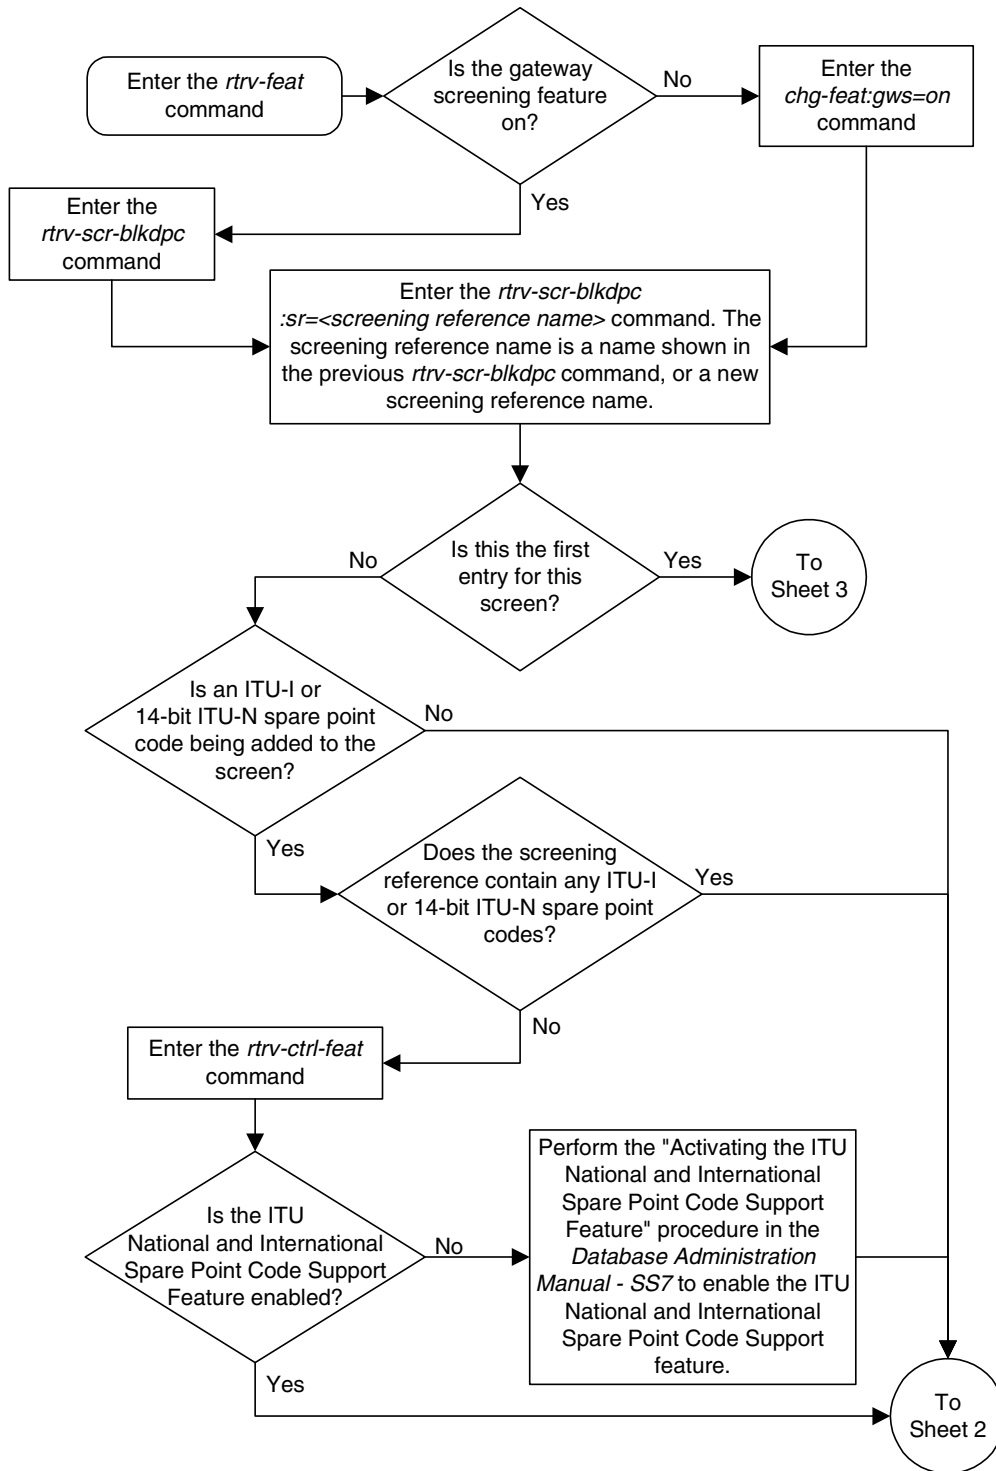 Enter the rtrv-feat
command
Is the gateway
screening feature
on?
No
Enter the
chg-feat:gws=on
command
Yes
Enter the
rtrv-scr-blkdpc
command
Enter the rtrv-scr-blkdpc
:sr=<screening reference name> command. The
screening reference name is a name shown in
the previous rtrv-scr-blkdpc command, or a new
screening reference name.
Is this the first
entry for this
screen?
No
Yes
To
Sheet 3
Is an ITU-I or
14-bit ITU-N spare point
code being added to the
screen?
No
Yes
Does the screening
reference contain any ITU-I
or 14-bit ITU-N spare point
codes?
Yes
No
Enter the rtrv-ctrl-feat
command
Is the ITU
National and International
Spare Point Code Support
Feature enabled?
No
Perform the "Activating the ITU
National and International
Spare Point Code Support
Feature" procedure in the
Database Administration
Manual - SS7 to enable the ITU
National and International
Spare Point Code Support
feature.
Yes
To
Sheet 2